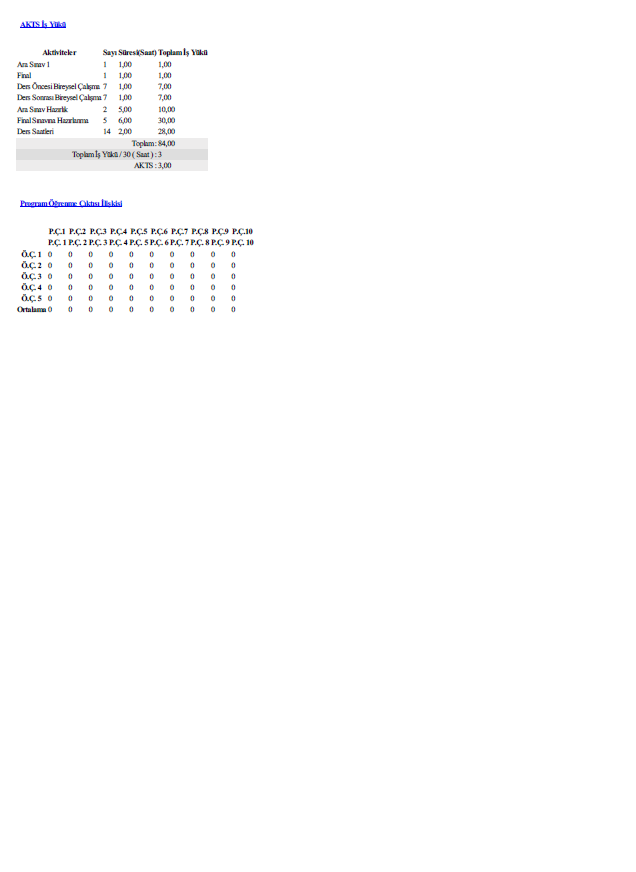 AKTS İş Yükü
Aktiviteler Sayı Süresi(Saat) Toplam İş Yükü
Ara Sınav 1 1 1,00 1,00
Final 1 1,00 1,00
Ders Öncesi Bireysel Çalışma 7 1,00 7,00
Ders Sonrası Bireysel Çalışma 7 1,00 7,00
Ara Sınav Hazırlık 2 5,00 10,00
Final Sınavına Hazırlanma 5 6,00 30,00
Ders Saatleri 14 2,00 28,00
Toplam : 84,00
Toplam İş Yükü / 30 ( Saat ) : 3
AKTS : 3,00
Program Öğrenme Çıktısı İlişkisi
P.Ç.1 P.Ç.2 P.Ç.3 P.Ç.4 P.Ç.5 P.Ç.6 P.Ç.7 P.Ç.8 P.Ç.9 P.Ç.10
P.Ç. 1 P.Ç. 2 P.Ç. 3 P.Ç. 4 P.Ç. 5 P.Ç. 6 P.Ç. 7 P.Ç. 8 P.Ç. 9 P.Ç. 10
Ö.Ç. 1 0 0 0 0 0 0 0 0 0 0
Ö.Ç. 2 0 0 0 0 0 0 0 0 0 0
Ö.Ç. 3 0 0 0 0 0 0 0 0 0 0
Ö.Ç. 4 0 0 0 0 0 0 0 0 0 0
Ö.Ç. 5 0 0 0 0 0 0 0 0 0 0
Ortalama 0 0 0 0 0 0 0 0 0 0